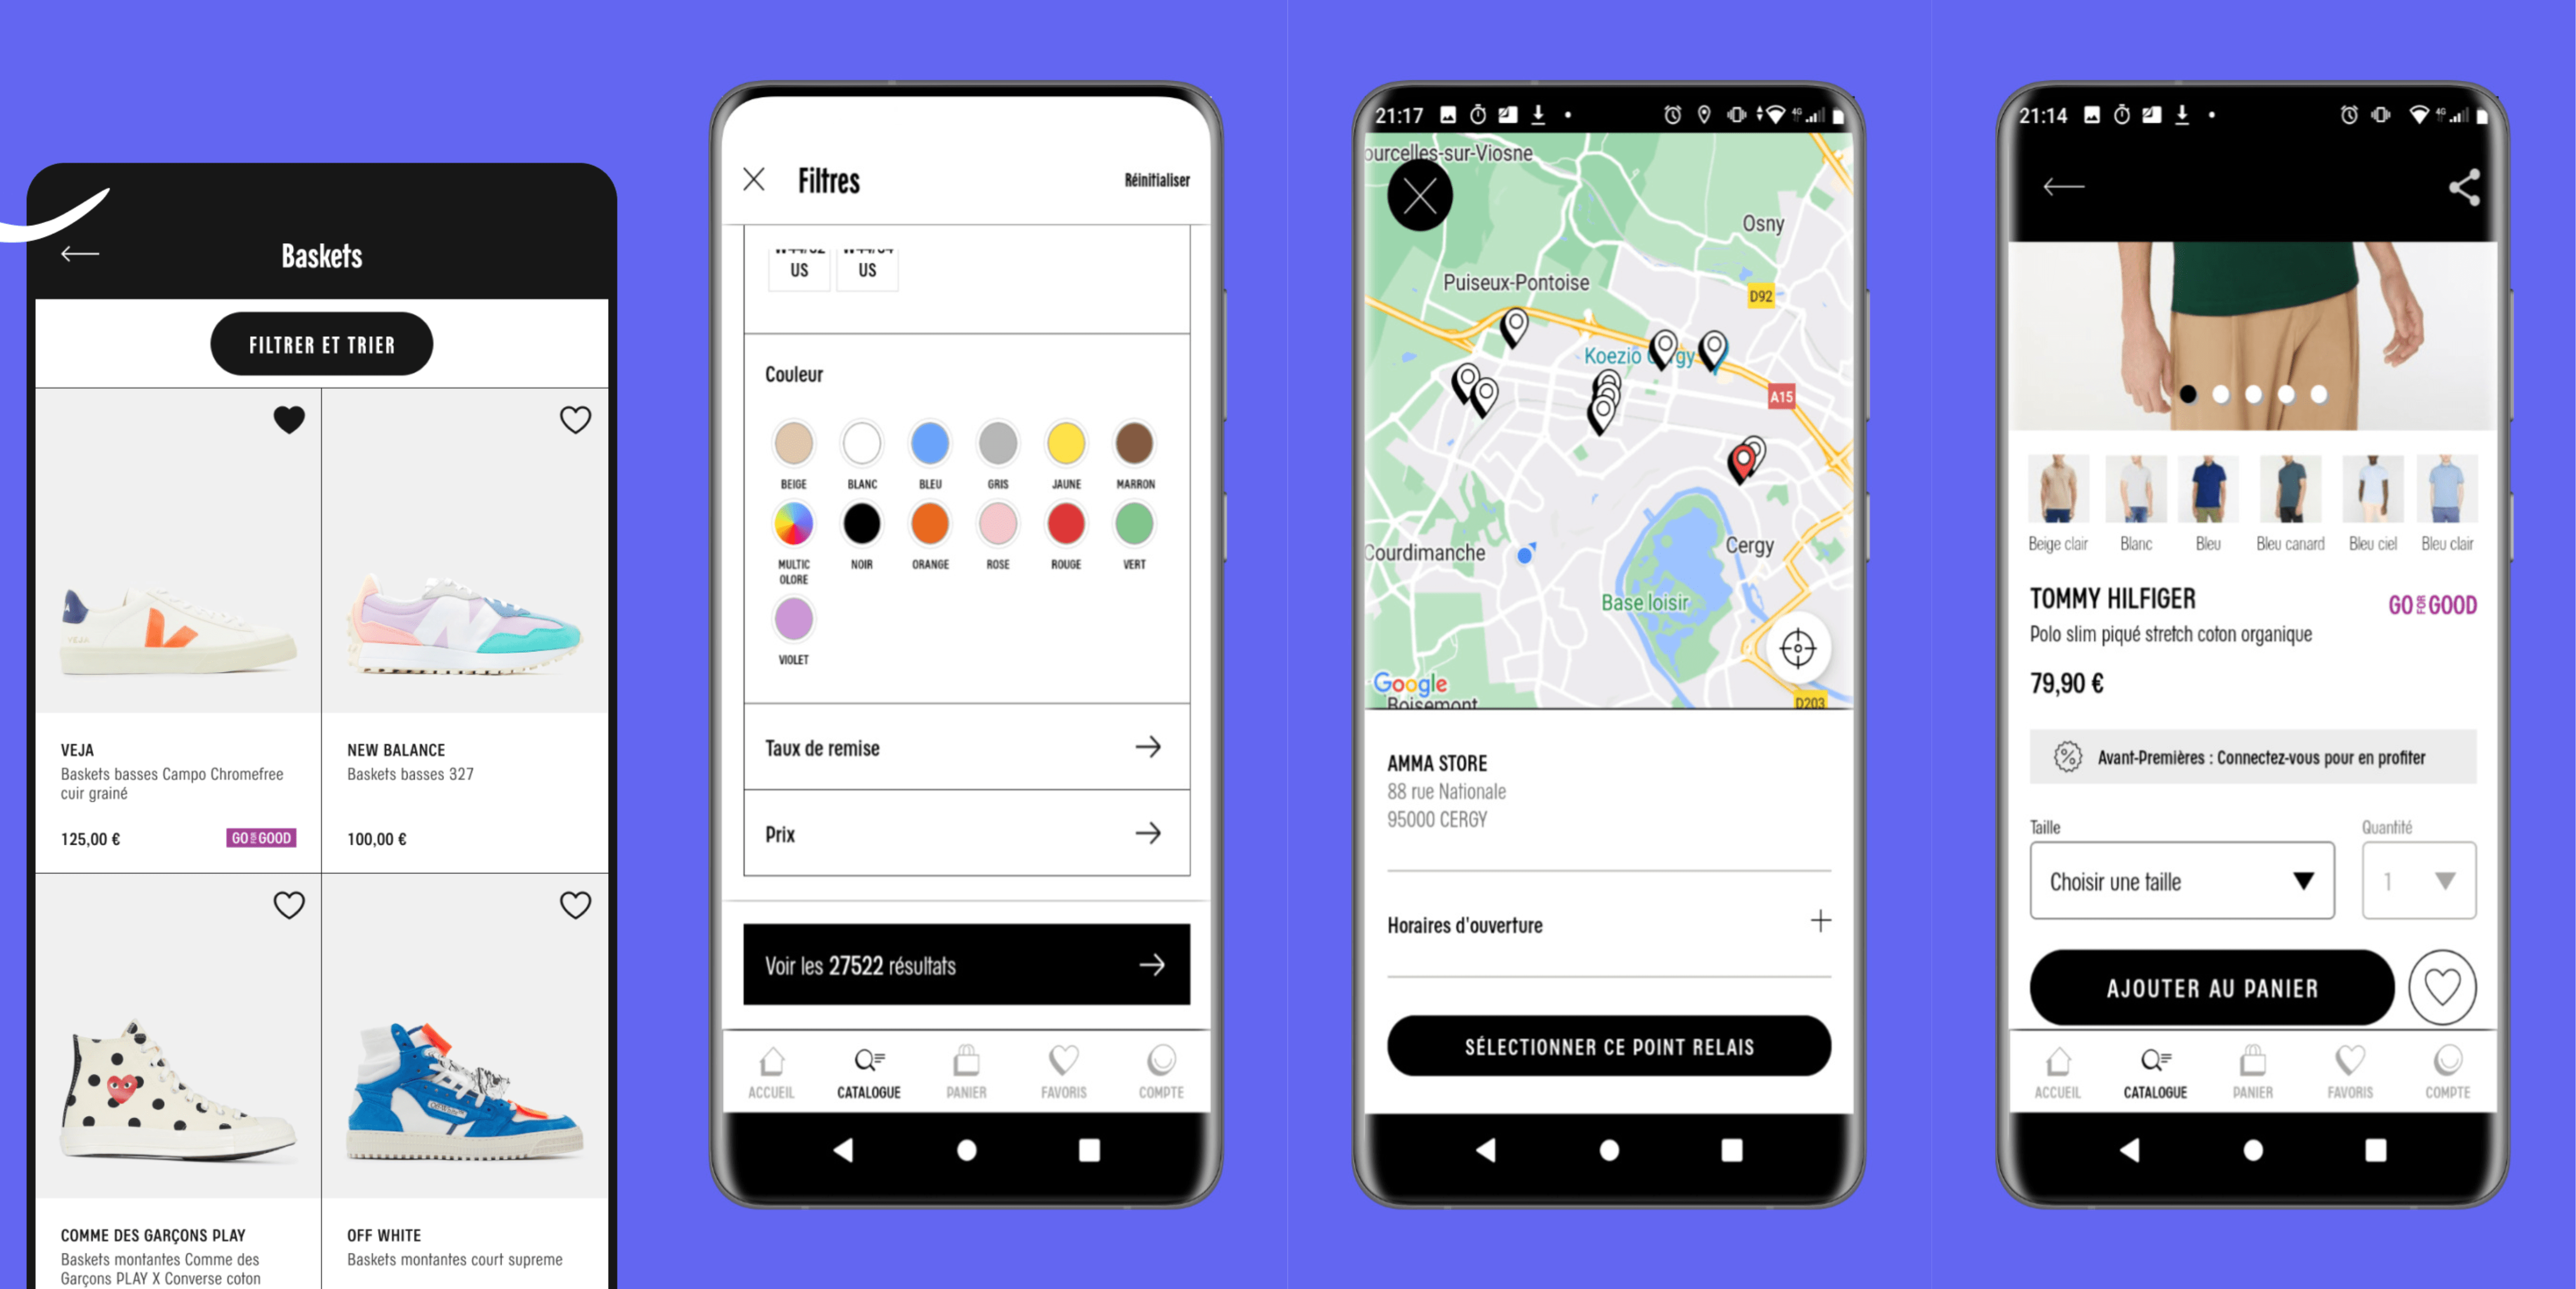 Baskets
FILTRER ET TRIER
VEJA
Baskets basses Campo Chromefree
cuir grainé
125,00 €
GO FOR GOOD
NEW BALANCE
Baskets basses 327
100,00 €
COMME DES GARÇONS PLAY
Baskets montantes Comme des
Garçons PLAY X Converse coton
OFF WHITE
Baskets montantes court supreme
Filtres
Réinitialiser
US
US
Couleur
BEIGE
BLANC
BLEU
GRIS
JAUNE
MARRON
MULTIC
OLORE
NOIR
ORANGE
ROSE
ROUGE
VERT
VIOLET
Taux de remise
Prix
Voir les 27522 résultats
ACCUEIL
CATALOGUE
PANIER
FAVORIS
COMPTE
21:17
4G
ourcelles-sur-Viosne
Osny
Puiseux-Pontoise
D92
Koezio
gy
A15
Courdimanche
Cergy
Base loisir
Google
Boisemont
D203
AMMA STORE
88 rue Nationale
95000 CERGY
Horaires d'ouverture
SÉLECTIONNER CE POINT RELAIS
21:14
4G
Beige clair
Blanc
Bleu
Bleu canard
Bleu ciel
Bleu clair
TOMMY HILFIGER
GO FOR GOOD
Polo slim piqué stretch coton organique
79,90 €
Avant-Premières : Connectez-vous pour en profiter
Taille
Quantité
Choisir une taille
1
AJOUTER AU PANIER
ACCUEIL
CATALOGUE
PANIER
FAVORIS
COMPTE